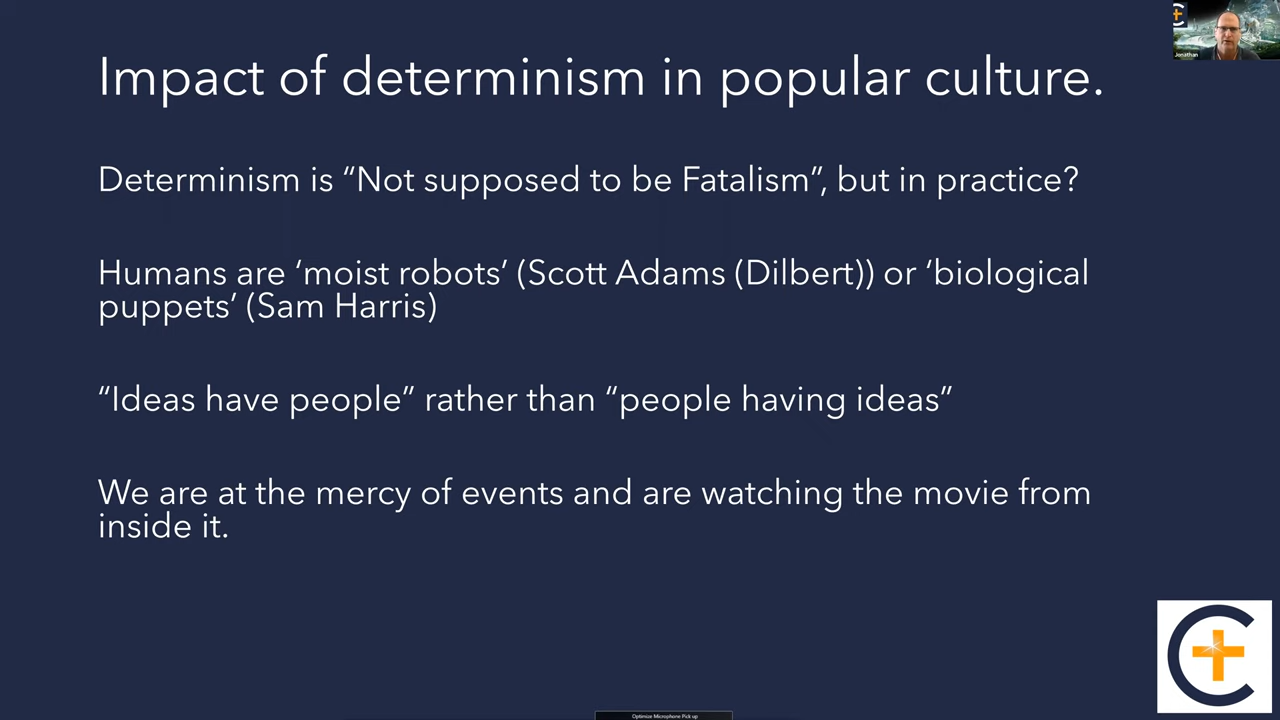 Impact of determinism in popular culture.
Jonathan
Determinism is “Not supposed to be Fatalism”, but in practice?
Humans are ‘moist robots’ (Scott Adams (Dilbert)) or ‘biological
puppets’ (Sam Harris)
“Ideas have people” rather than “people having ideas”
We are at the mercy of events and are watching the movie from
inside it.
Optimize Microphone Pick up